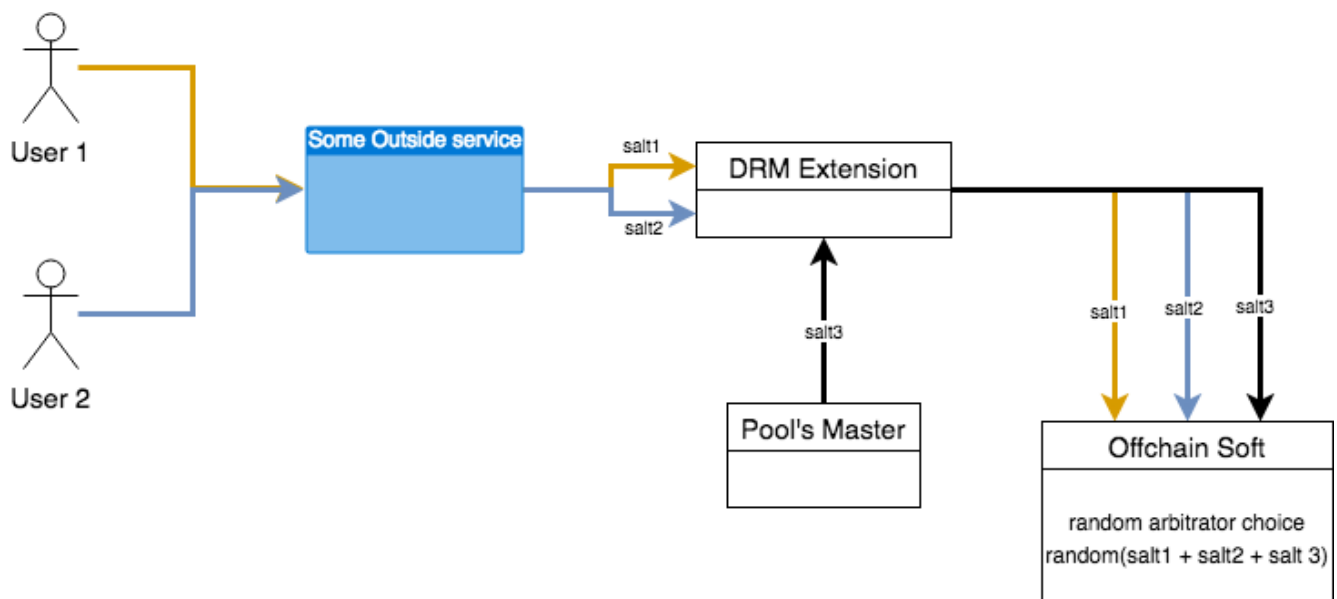 User 1
Some Outside service
salt1
DRM Extension
salt2
salt1
salt2
salt3
salt3
User 2
Pool's Master
Offchain Soft
random arbitrator choice
random(salt1 + salt2 + salt 3)